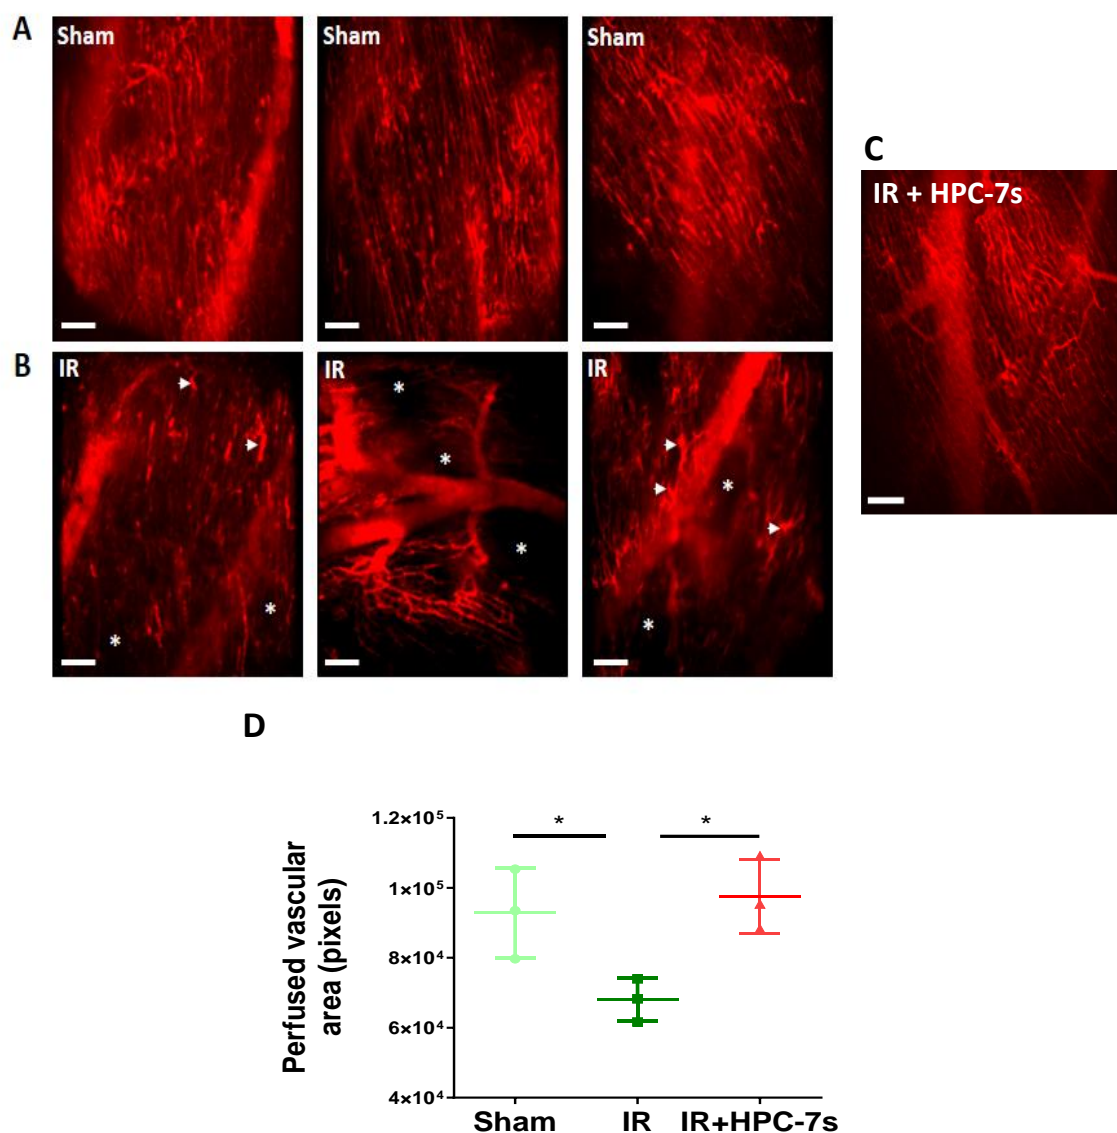 A
Sham
Sham
Sham
C
IR + HPC-7s
B
IR
IR
IR
*
*
*
*
*
*
*
D
Perfused vascular
area (pixels)
1.2×10⁵
1×10⁵
8×10⁴
6×10⁴
4×10⁴
*
*
Sham
IR
IR+HPC-7s